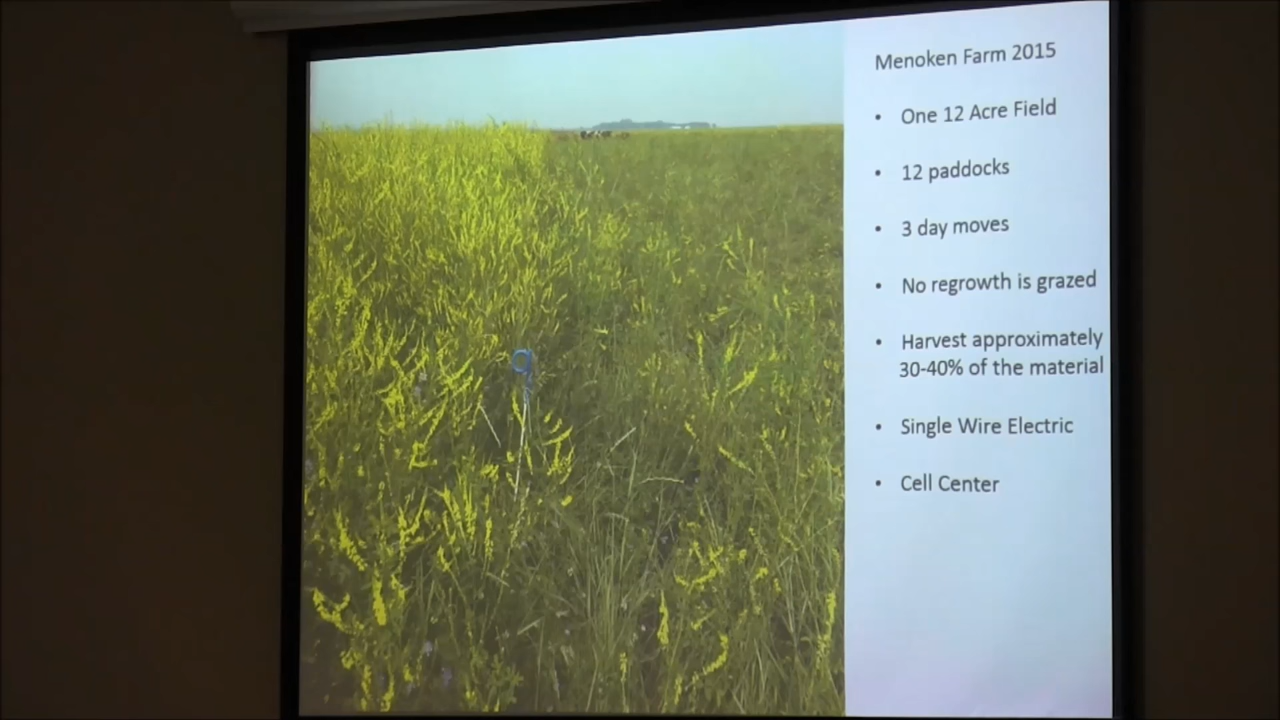 Menoken Farm 2015
• One 12 Acre Field
• 12 paddocks
• 3 day moves
• No regrowth is grazed
• Harvest approximately
30-40% of the material
• Single Wire Electric
• Cell Center